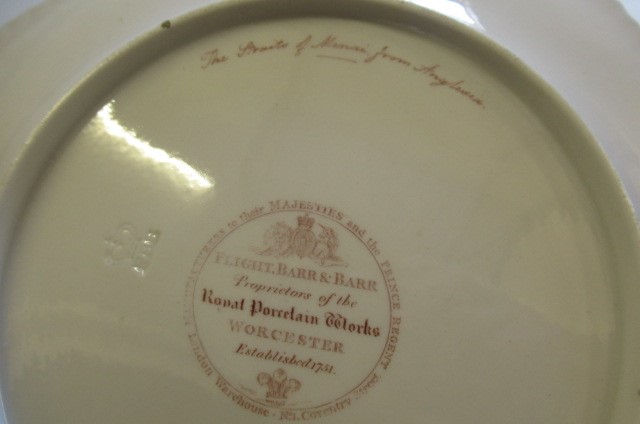 The Straits of Menai from Anglesea.
MANUFACTURERS to their MAJESTIES and the PRINCE REGENT
FLIGHT, BARR & BARR
Proprietors of the
Royal Porcelain Works
WORCESTER
Established 1751.
London Warehouse - No. 1, Coventry Street.